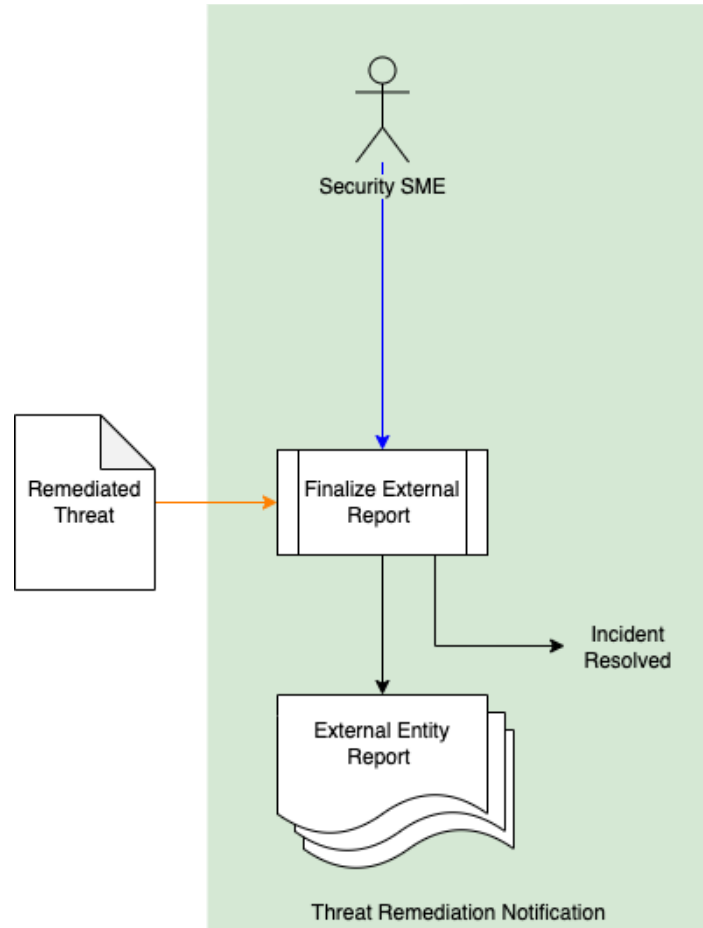 Security SME
Remediated
Threat
Finalize External
Report
Incident
Resolved
External Entity
Report
Threat Remediation Notification